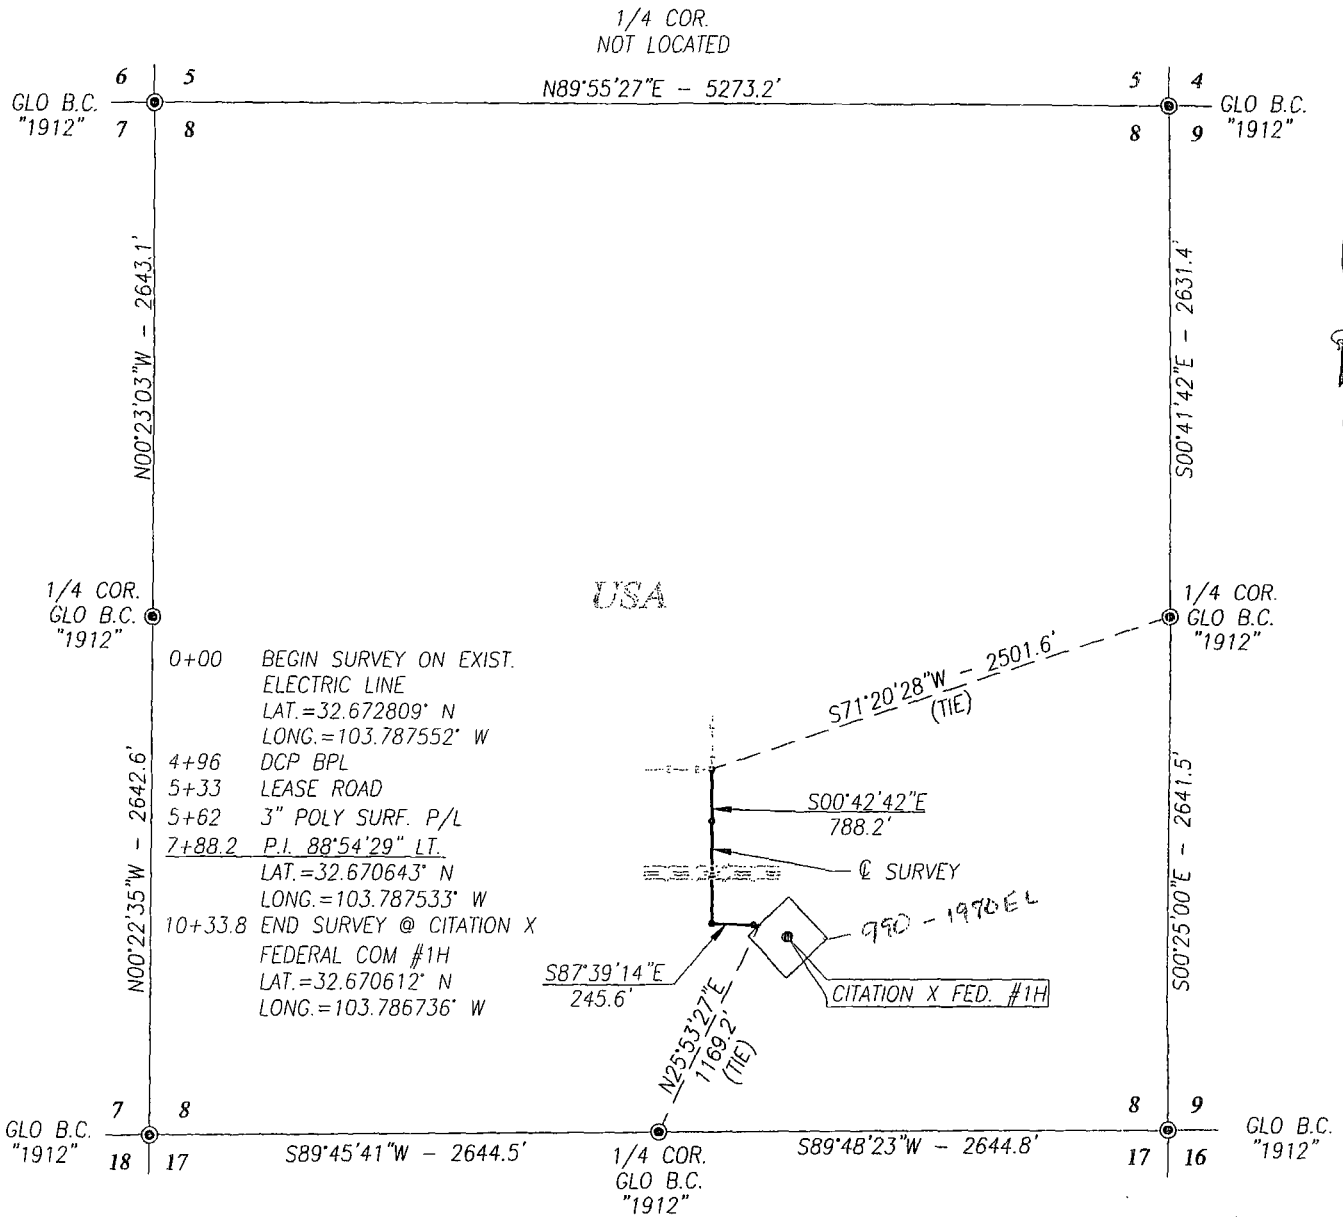 1/4 COR.
NOT LOCATED
6 5
5 4
N89°55'27"E - 5273.2'
GLO B.C.
"1912"
GLO B.C.
"1912"
7 8
8 9
N00°23'03"W - 2643.1'
S00°41'42"E - 2631.4'
1/4 COR.
GLO B.C.
"1912"
USA
1/4 COR.
GLO B.C.
"1912"
0+00 BEGIN SURVEY ON EXIST.
ELECTRIC LINE
LAT.=32.672809° N
LONG.=103.787552° W
4+96 DCP BPL
5+33 LEASE ROAD
5+62 3" POLY SURF. P/L
7+88.2 P.I. 88°54'29" LT.
LAT.=32.670643° N
LONG.=103.787533° W
10+33.8 END SURVEY @ CITATION X
FEDERAL COM #1H
LAT.=32.670612° N
LONG.=103.786736° W
N00°22'35"W - 2642.6'
S71°20'28"W - 2501.6'
(TIE)
S00°42'42"E
788.2'
℄ SURVEY
990 - 1970 EL
S00°25'00"E - 2641.5'
S87°39'14"E
245.6'
CITATION X FED. #1H
N25°53'27"E
1169.2'
(TIE)
7 8
8 9
GLO B.C.
"1912"
GLO B.C.
"1912"
18 17
S89°45'41"W - 2644.5'
1/4 COR.
GLO B.C.
"1912"
S89°48'23"W - 2644.8'
17 16